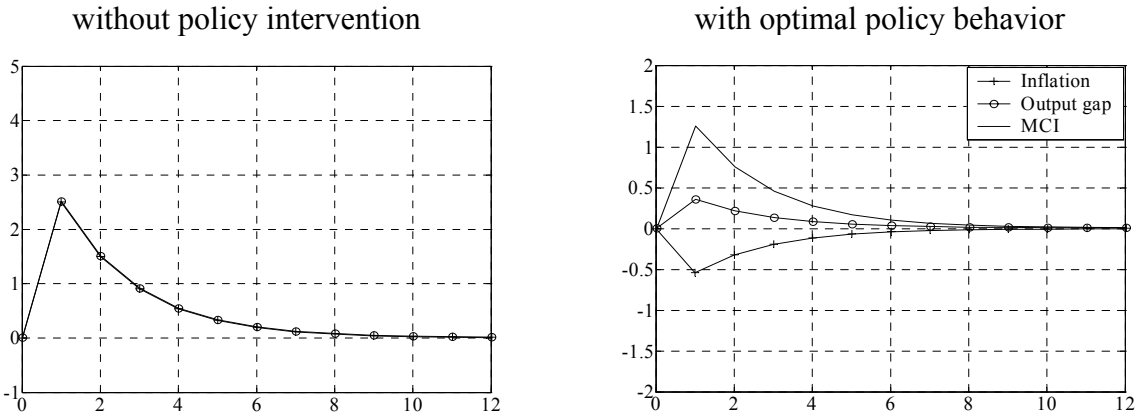 without policy intervention
5
4
3
2
1
0
-1
0 2 4 6 8 10 12
with optimal policy behavior
2
1.5
1
0.5
0
-0.5
-1
-1.5
-2
0 2 4 6 8 10 12
Inflation
Output gap
MCI